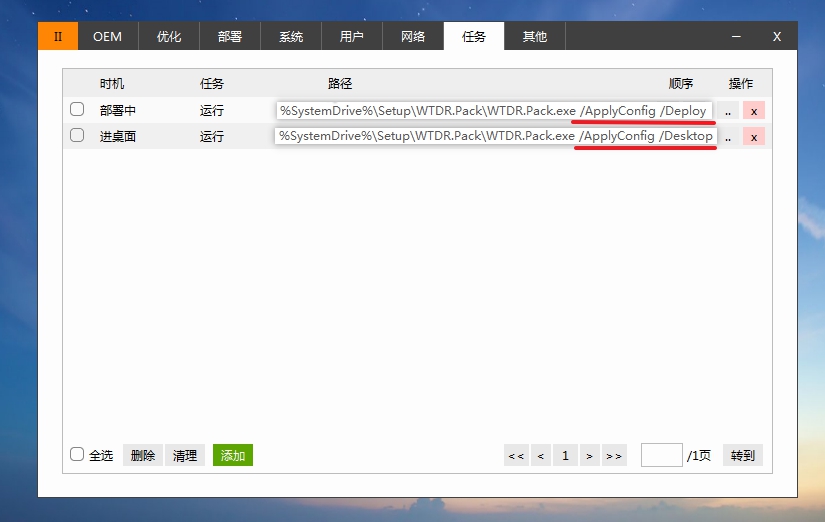 II OEM 优化 部署 系统 用户 网络 任务 其他 － X
时机 任务 路径 顺序 操作
部署中 运行 %SystemDrive%\Setup\WTDR.Pack\WTDR.Pack.exe /ApplyConfig /Deploy .. x
进桌面 运行 %SystemDrive%\Setup\WTDR.Pack\WTDR.Pack.exe /ApplyConfig /Desktop .. x
全选 删除 清理 添加 << < 1 > >> /1页 转到